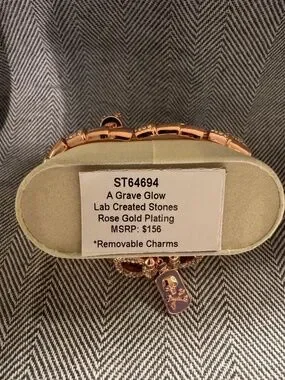 ST64694
A Grave Glow
Lab Created Stones
Rose Gold Plating
MSRP: $156
*Removable Charms